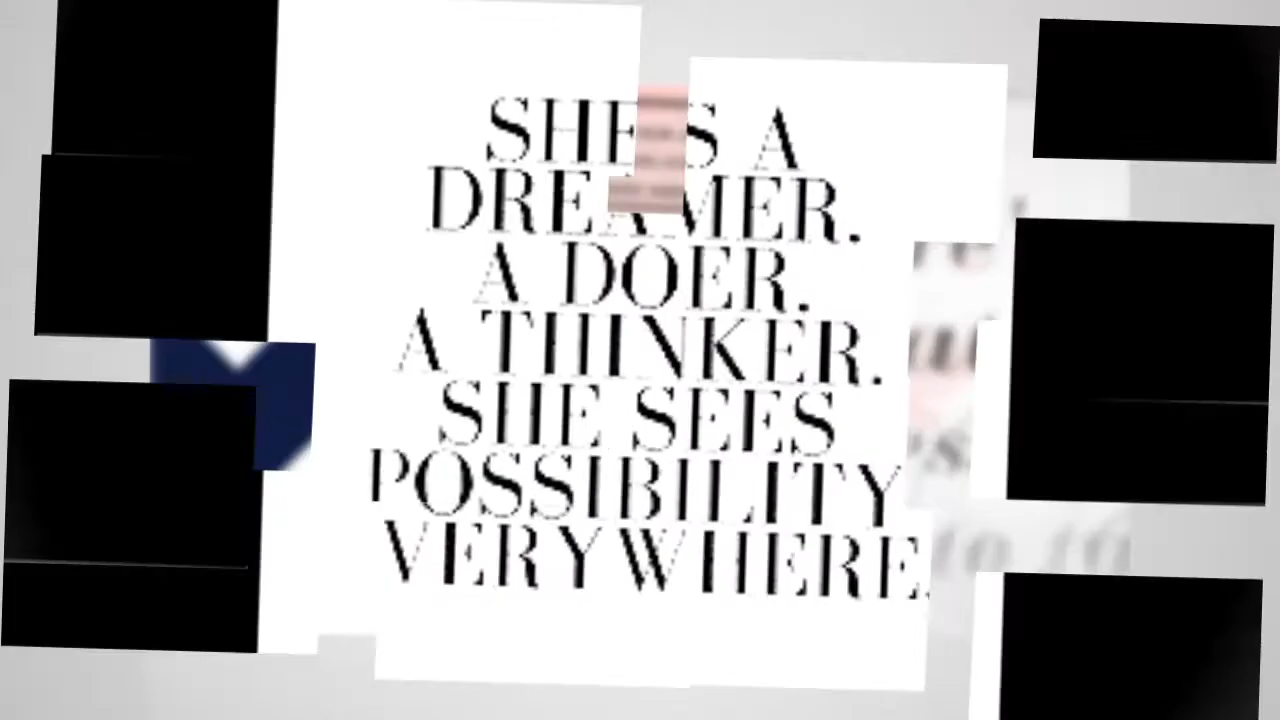 SHE'S A
DREAMER.
A DOER.
A THINKER.
SHE SEES
POSSIBILITY
VERYWHERE.